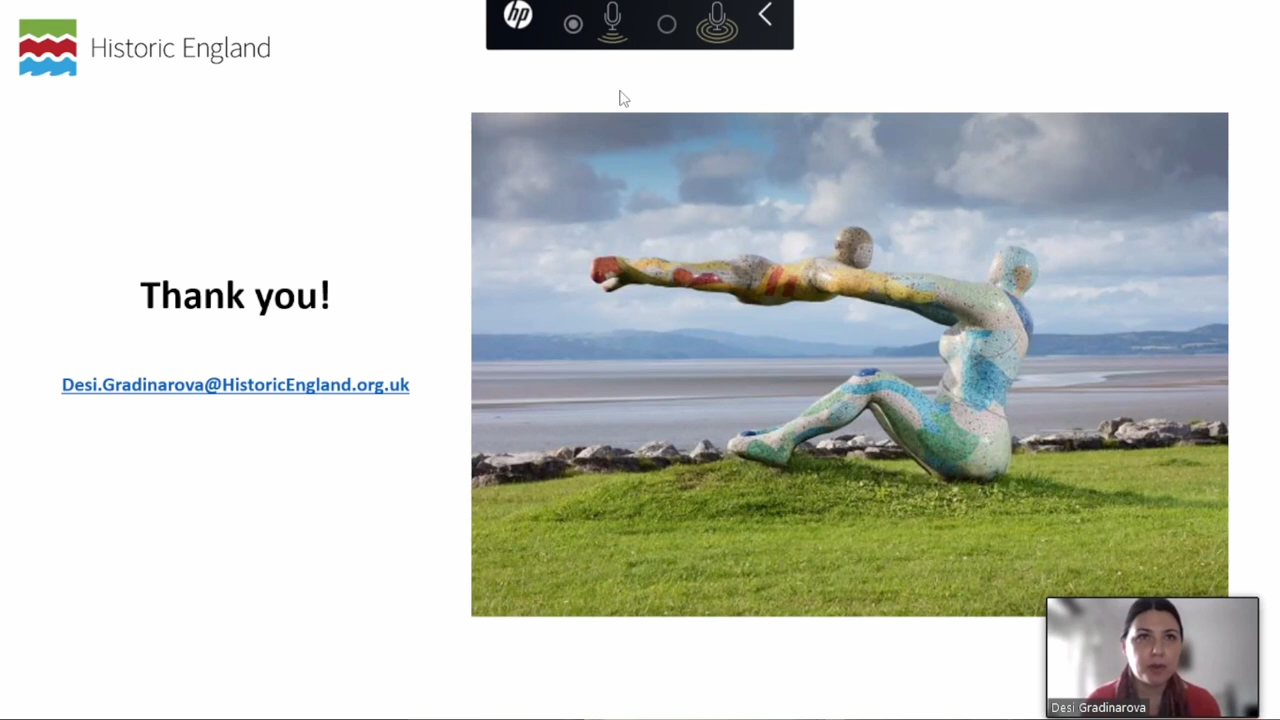 Historic England
hp
Thank you!
Desi.Gradinarova@HistoricEngland.org.uk
Desi Gradinarova